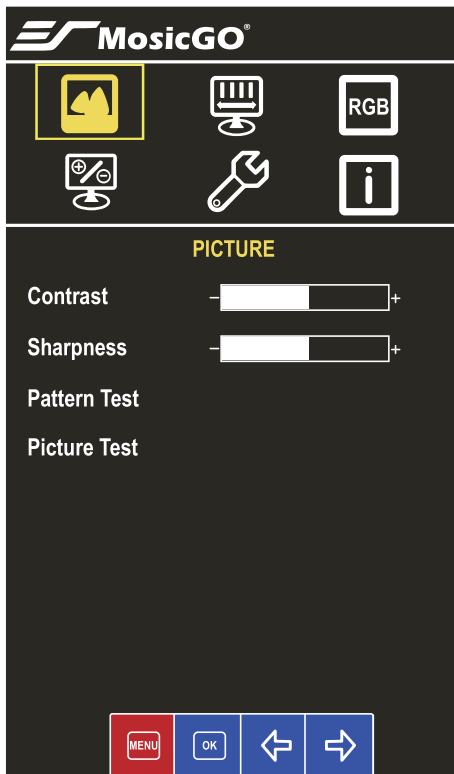 MosicGO®
RGB
i
PICTURE
Contrast - +
Sharpness - +
Pattern Test
Picture Test
MENU OK